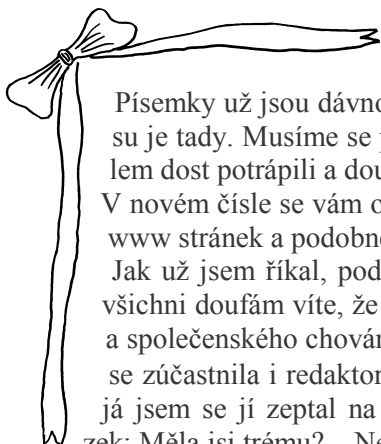 Písemky už jsou dávno
su je tady. Musíme se
lem dost potrápili a dou
V novém čísle se vám o
www stránek a podobn
Jak už jsem říkal, pod
všichni doufám víte, že
a společenského chován
se zúčastnila i redaktor
já jsem se jí zeptal na
zek: Měla jsi trému?